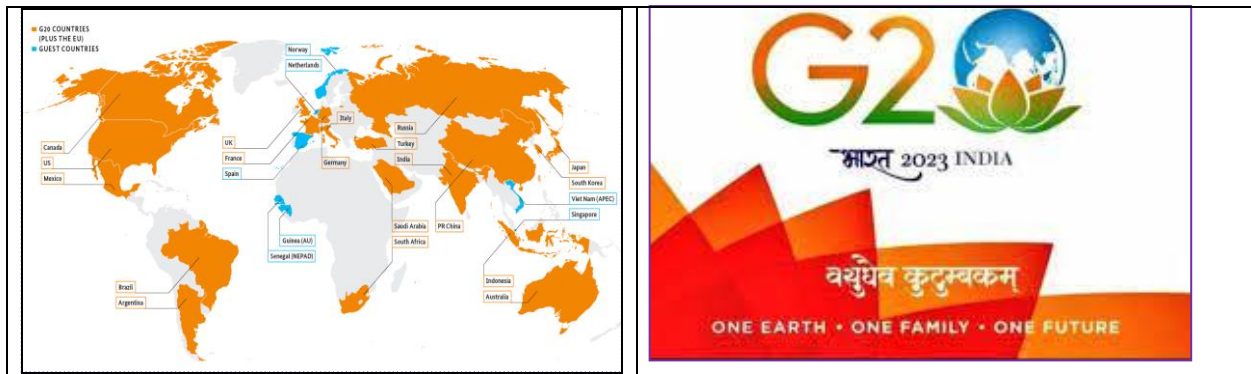 G20 COUNTRIES
(PLUS THE EU)
GUEST COUNTRIES
Norway
Netherlands
Italy
Canada
US
Mexico
UK
France
Spain
Germany
Russia
Turkey
India
Japan
South Korea
Viet Nam (APEC)
Singapore
Guinea (AU)
Senegal (NEPAD)
Saudi Arabia
South Africa
PR China
Brazil
Argentina
Indonesia
Australia
G20
भारत 2023 INDIA
वसुधैव कुटुम्बकम्
ONE EARTH • ONE FAMILY • ONE FUTURE